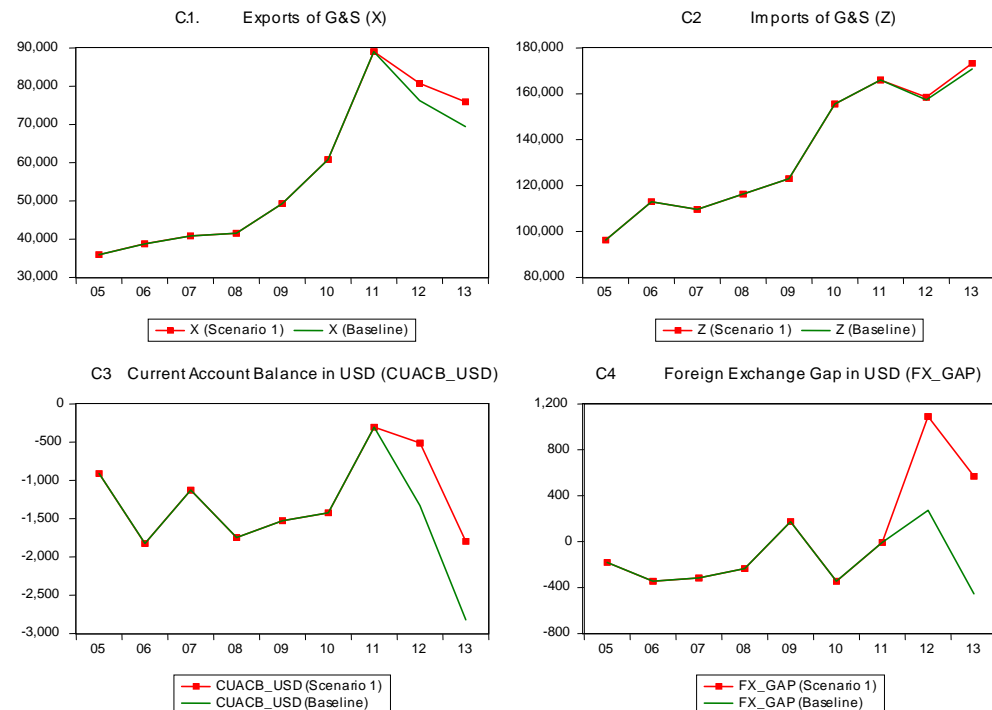 C.1. Exports of G&S (X)
90,000
80,000
70,000
60,000
50,000
40,000
30,000
05 06 07 08 09 10 11 12 13
X (Scenario 1) X (Baseline)
C2 Imports of G&S (Z)
180,000
160,000
140,000
120,000
100,000
80,000
05 06 07 08 09 10 11 12 13
Z (Scenario 1) Z (Baseline)
C3 Current Account Balance in USD (CUACB_USD)
0
-500
-1,000
-1,500
-2,000
-2,500
-3,000
05 06 07 08 09 10 11 12 13
CUACB_USD (Scenario 1)
CUACB_USD (Baseline)
C4 Foreign Exchange Gap in USD (FX_GAP)
1,200
800
400
0
-400
-800
05 06 07 08 09 10 11 12 13
FX_GAP (Scenario 1)
FX_GAP (Baseline)